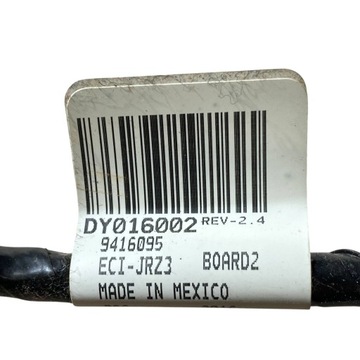 DY016002 REV-2.4
9416095
ECI-JRZ3 BOARD2
MADE IN MEXICO